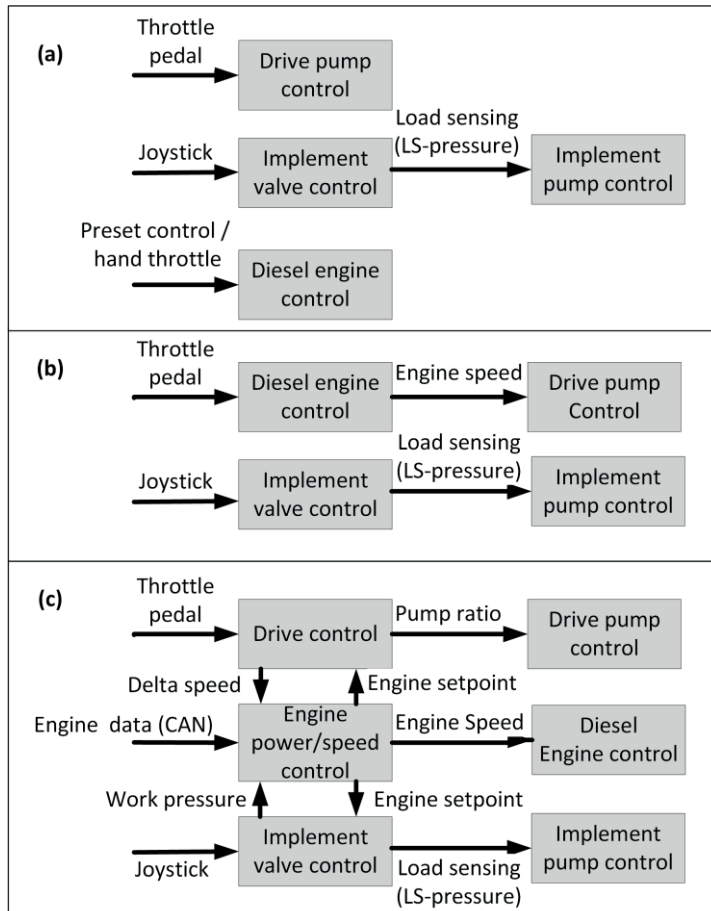 (a)
Throttle
pedal
Drive pump
control
Joystick
Implement
valve control
Load sensing
(LS-pressure)
Implement
pump control
Preset control /
hand throttle
Diesel engine
control
(b)
Throttle
pedal
Diesel engine
control
Engine speed
Drive pump
Control
Joystick
Implement
valve control
Load sensing
(LS-pressure)
Implement
pump control
(c)
Throttle
pedal
Drive control
Pump ratio
Drive pump
control
Delta speed
Engine setpoint
Engine data (CAN)
Engine
power/speed
control
Engine Speed
Diesel
Engine control
Work pressure
Engine setpoint
Joystick
Implement
valve control
Load sensing
(LS-pressure)
Implement
pump control